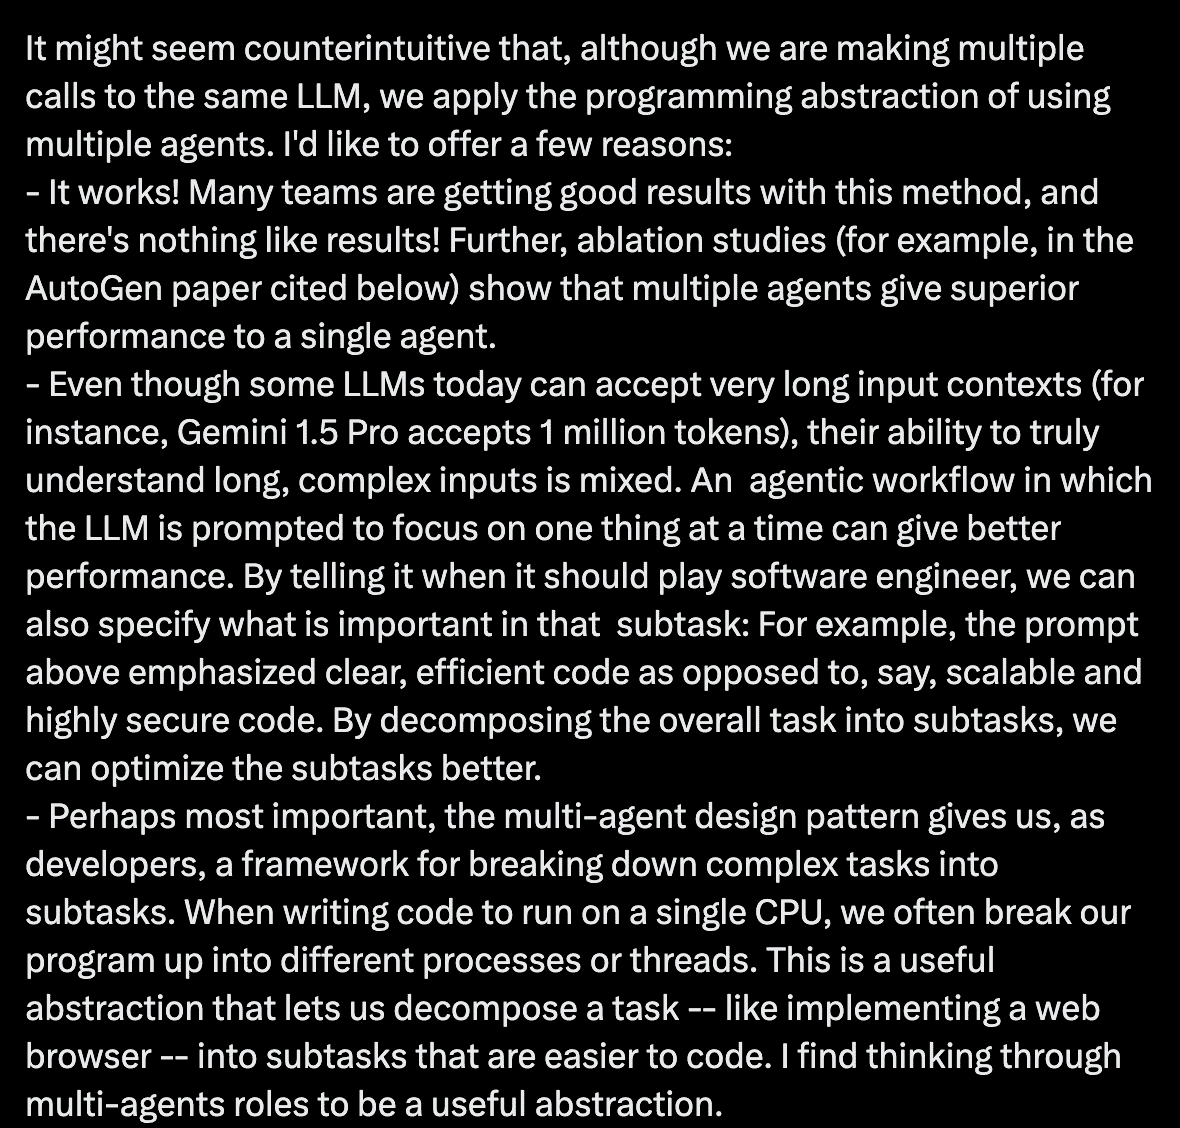 It might seem counterintuitive that, although we are making multiple
calls to the same LLM, we apply the programming abstraction of using
multiple agents. I'd like to offer a few reasons:
- It works! Many teams are getting good results with this method, and
there's nothing like results! Further, ablation studies (for example, in the
AutoGen paper cited below) show that multiple agents give superior
performance to a single agent.
- Even though some LLMs today can accept very long input contexts (for
instance, Gemini 1.5 Pro accepts 1 million tokens), their ability to truly
understand long, complex inputs is mixed. An  agentic workflow in which
the LLM is prompted to focus on one thing at a time can give better
performance. By telling it when it should play software engineer, we can
also specify what is important in that  subtask: For example, the prompt
above emphasized clear, efficient code as opposed to, say, scalable and
highly secure code. By decomposing the overall task into subtasks, we
can optimize the subtasks better.
- Perhaps most important, the multi-agent design pattern gives us, as
developers, a framework for breaking down complex tasks into
subtasks. When writing code to run on a single CPU, we often break our
program up into different processes or threads. This is a useful
abstraction that lets us decompose a task -- like implementing a web
browser -- into subtasks that are easier to code. I find thinking through
multi-agents roles to be a useful abstraction.